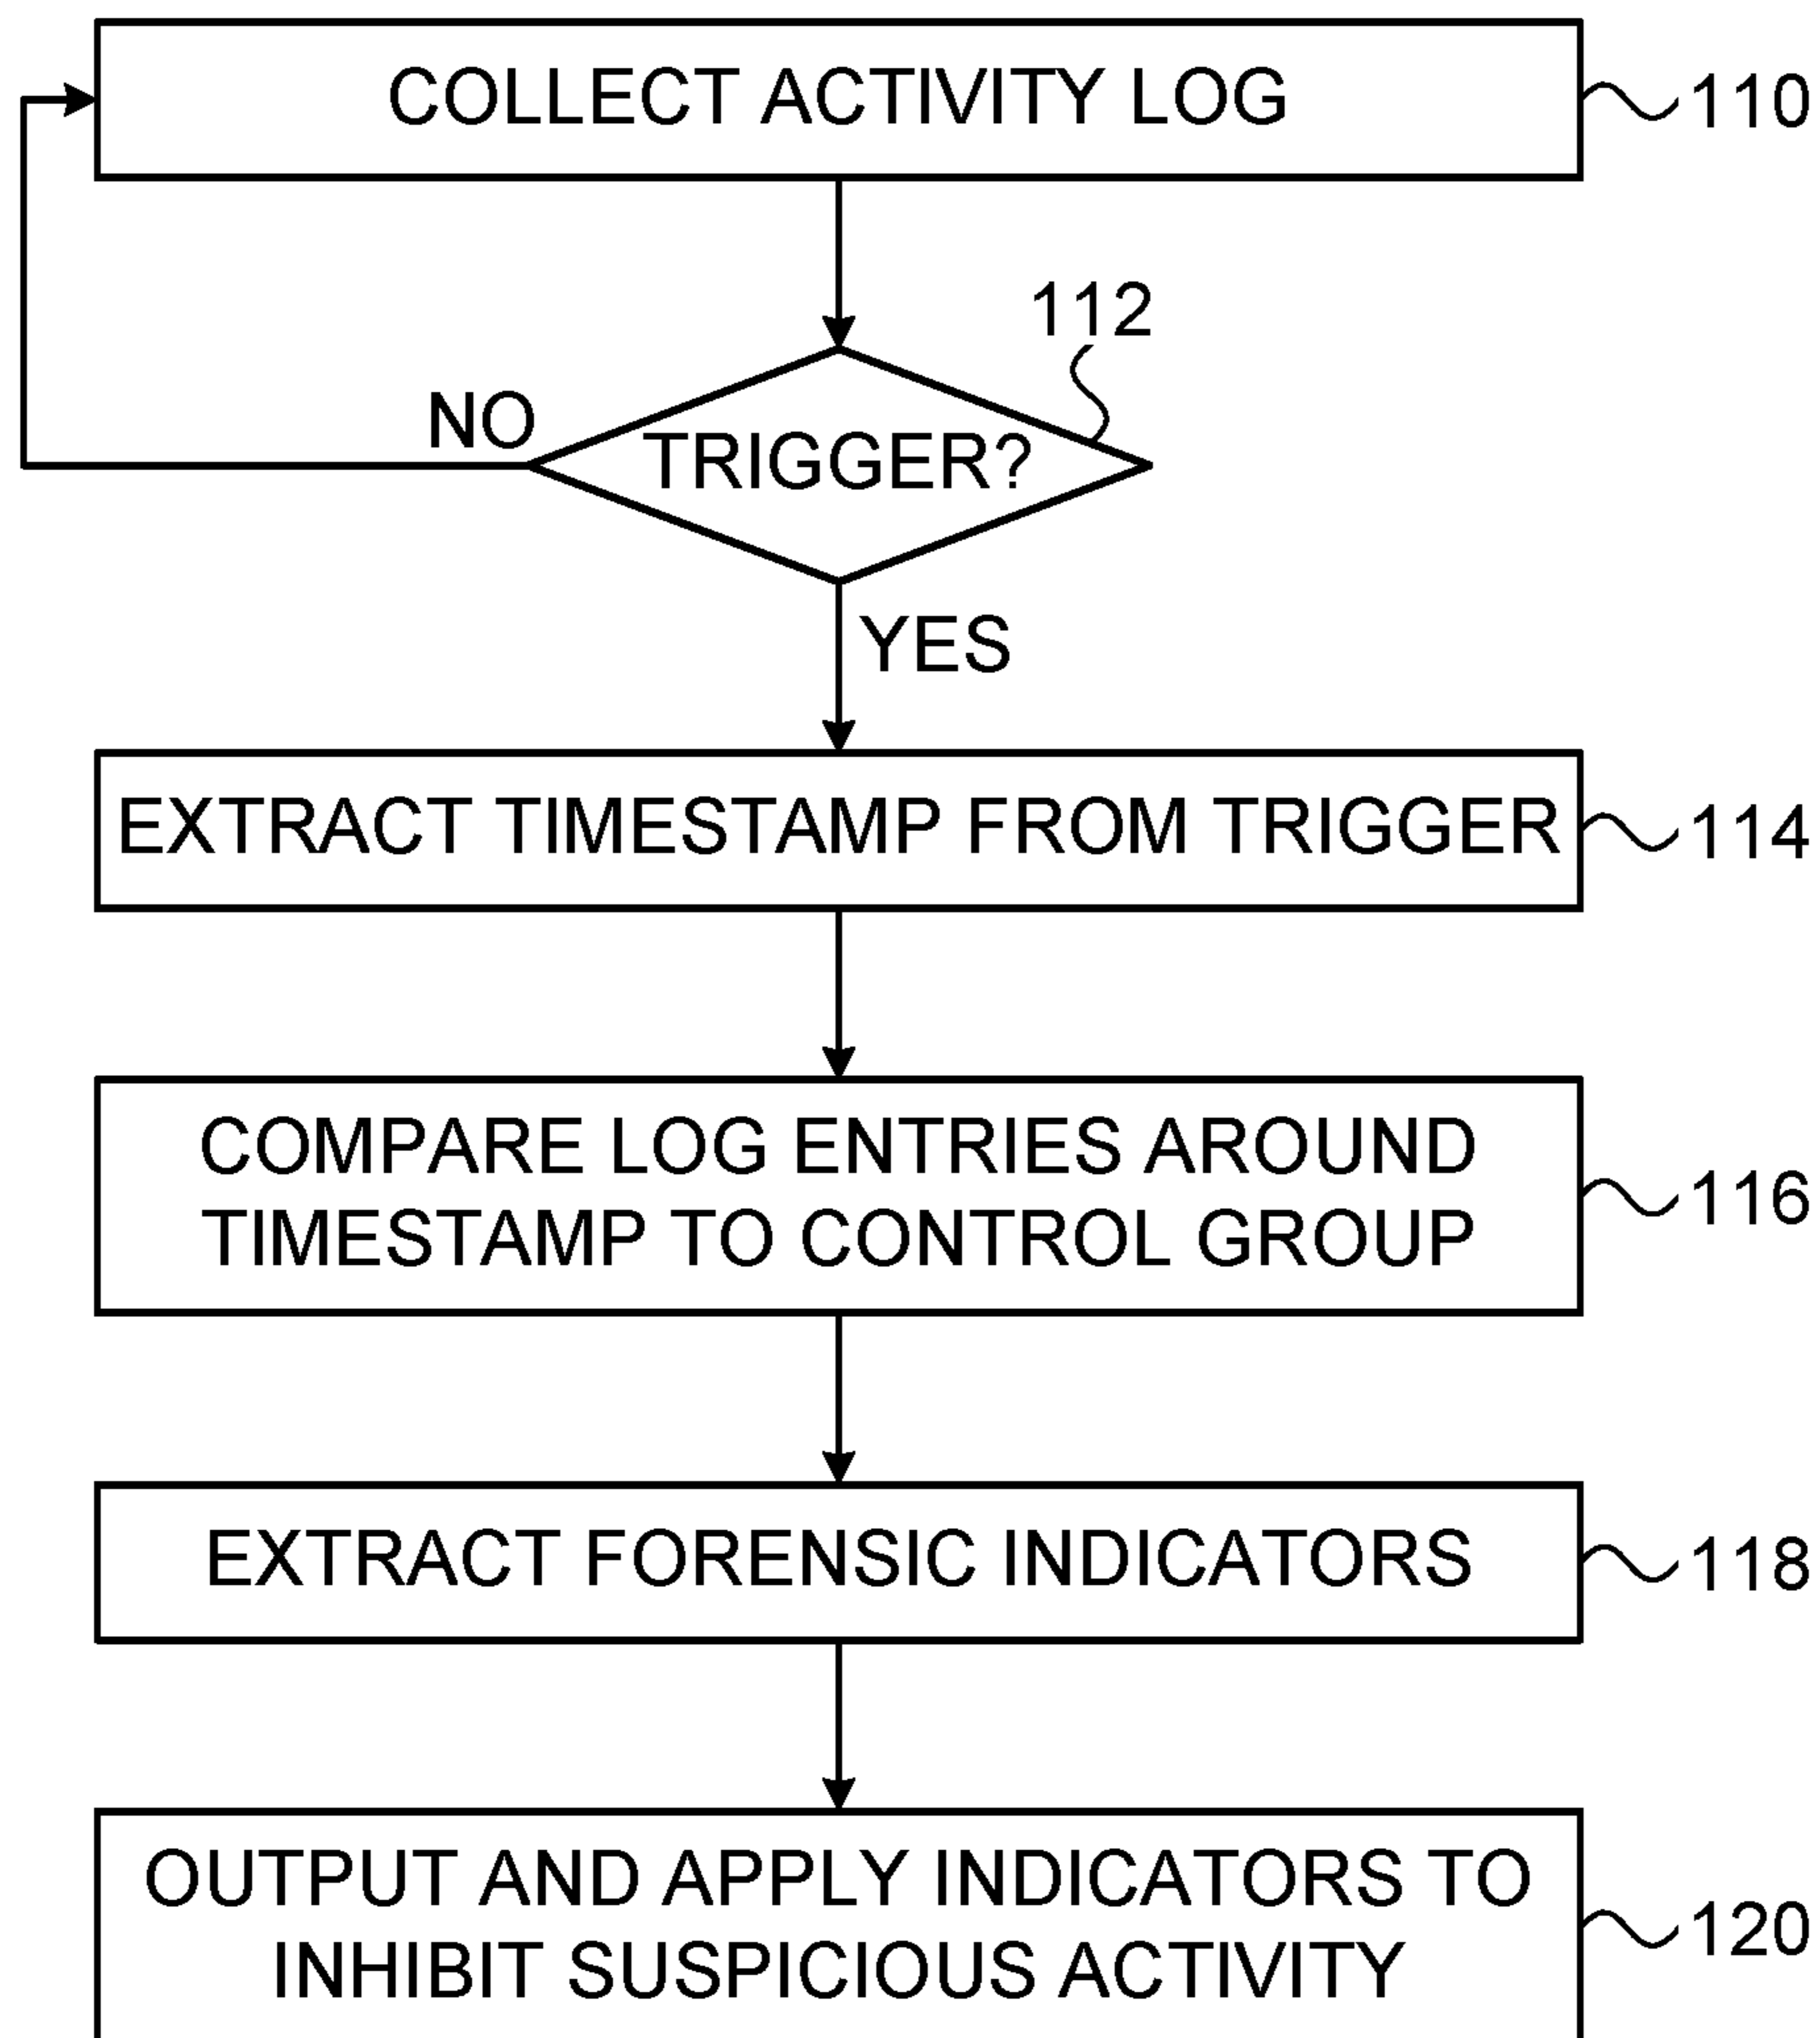 COLLECT ACTIVITY LOG
110
112
NO
TRIGGER?
YES
EXTRACT TIMESTAMP FROM TRIGGER
114
COMPARE LOG ENTRIES AROUND
TIMESTAMP TO CONTROL GROUP
116
EXTRACT FORENSIC INDICATORS
118
OUTPUT AND APPLY INDICATORS TO
INHIBIT SUSPICIOUS ACTIVITY
120